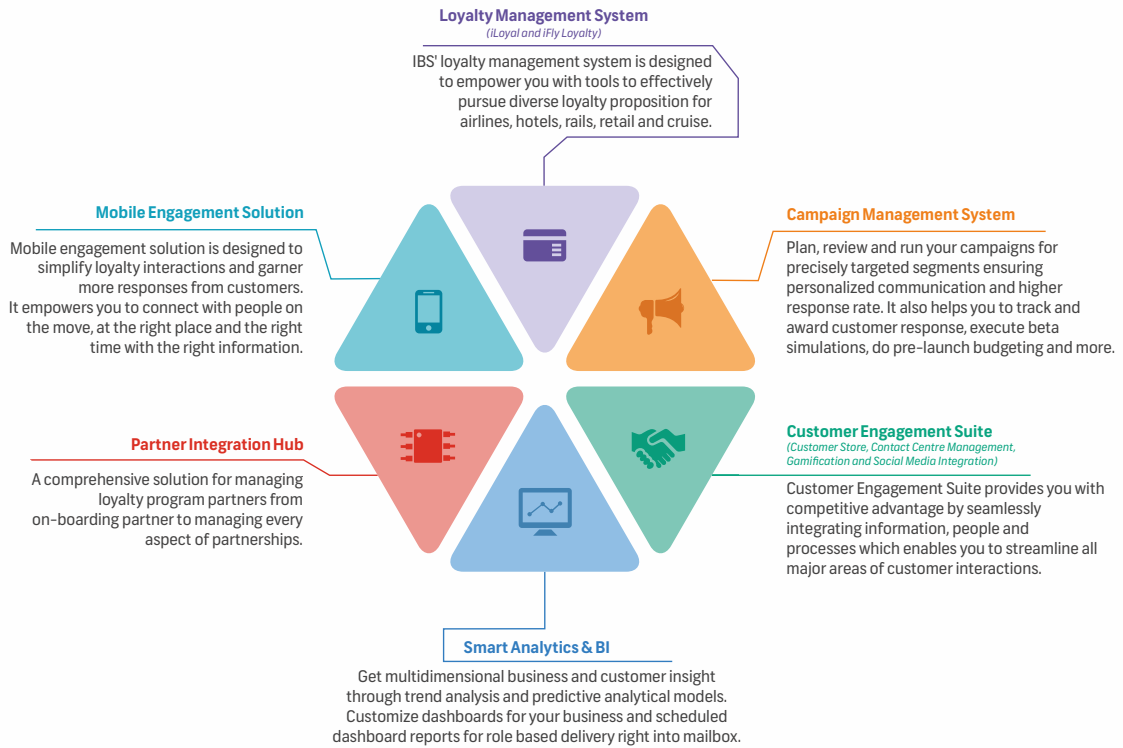 Loyalty Management System
(iLoyal and iFly Loyalty)
IBS' loyalty management system is designed
to empower you with tools to effectively
pursue diverse loyalty proposition for
airlines, hotels, rails, retail and cruise.
Mobile Engagement Solution
Mobile engagement solution is designed to
simplify loyalty interactions and garner
more responses from customers.
It empowers you to connect with people on
the move, at the right place and the right
time with the right information.
Campaign Management System
Plan, review and run your campaigns for
precisely targeted segments ensuring
personalized communication and higher
response rate. It also helps you to track and
award customer response, execute beta
simulations, do pre-launch budgeting and more.
Partner Integration Hub
A comprehensive solution for managing
loyalty program partners from
on-boarding partner to managing every
aspect of partnerships.
Customer Engagement Suite
(Customer Store, Contact Centre Management,
Gamification and Social Media Integration)
Customer Engagement Suite provides you with
competitive advantage by seamlessly
integrating information, people and
processes which enables you to streamline all
major areas of customer interactions.
Smart Analytics & BI
Get multidimensional business and customer insight
through trend analysis and predictive analytical models.
Customize dashboards for your business and scheduled
dashboard reports for role based delivery right into mailbox.